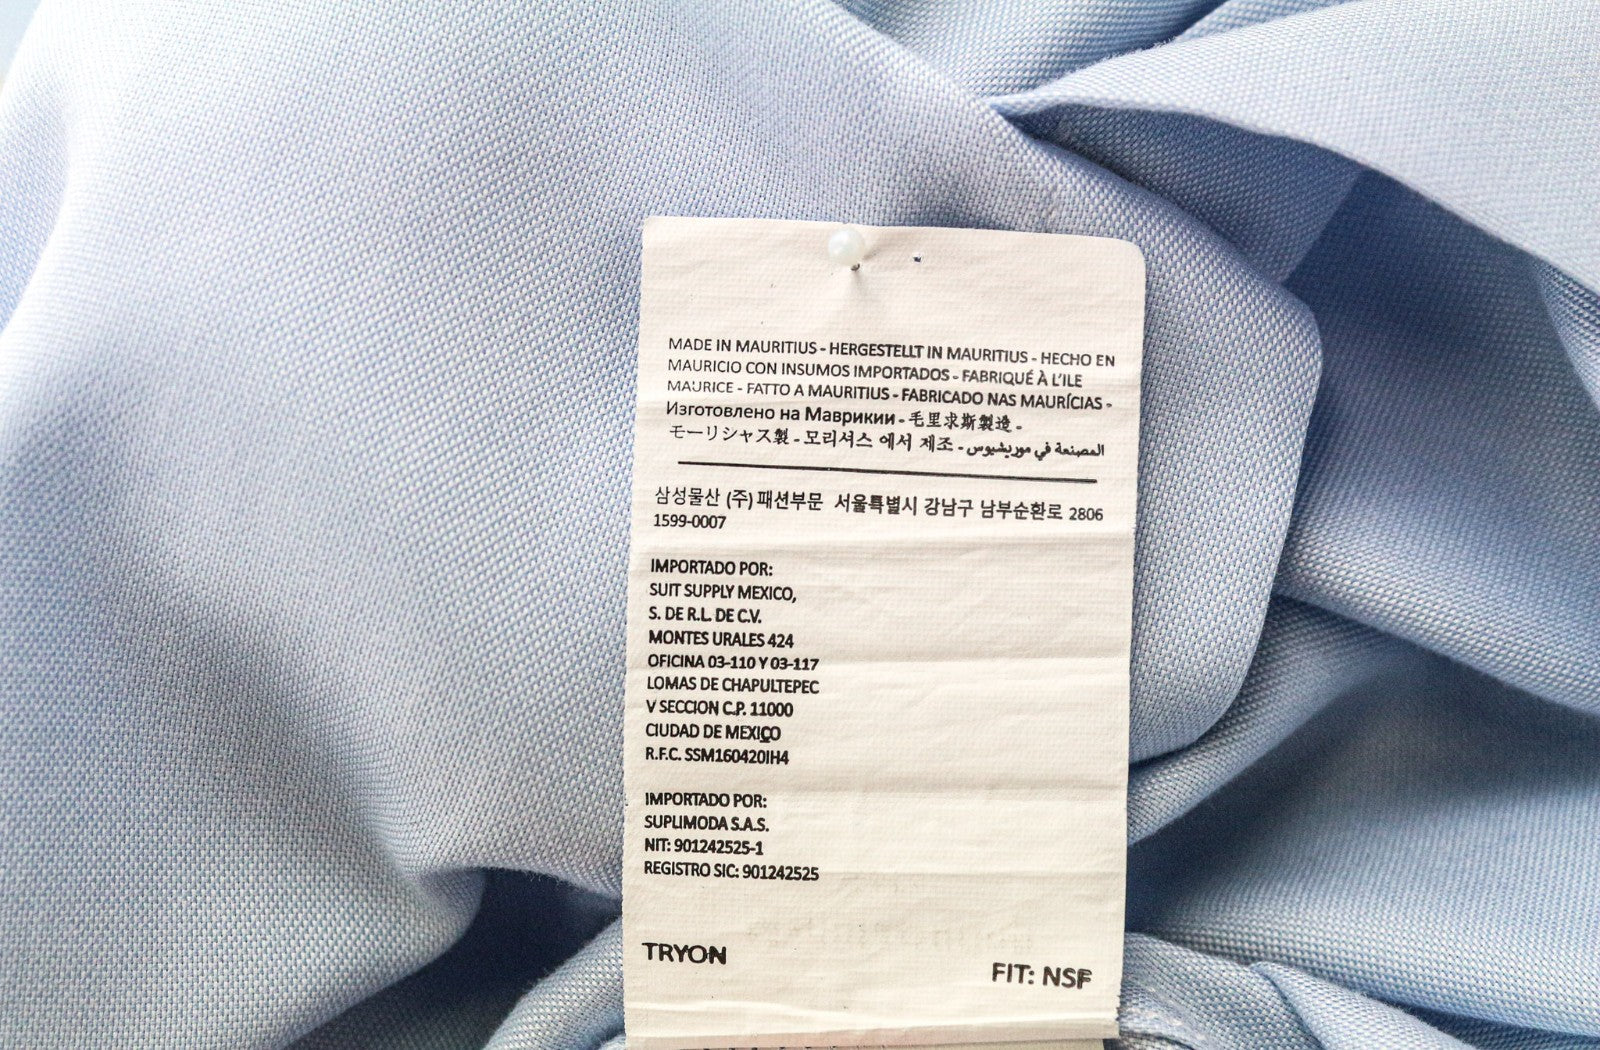 MADE IN MAURITIUS - HERGESTELLT IN MAURITIUS - HECHO EN
MAURICIO CON INSUMOS IMPORTADOS - FABRIQUÉ À L'ILE
MAURICE - FATTO A MAURITIUS - FABRICADO NAS MAURÍCIAS -
Изготовлено на Маврикии - 毛里求斯製造 -
モーリシャス製 - 모리셔스 에서 제조 - المصنعة في موريشيوس
삼성물산 (주) 패션부문 서울특별시 강남구 남부순환로 2806
1599-0007
IMPORTADO POR:
SUIT SUPPLY MEXICO,
S. DE R.L. DE C.V.
MONTES URALES 424
OFICINA 03-110 Y 03-117
LOMAS DE CHAPULTEPEC
V SECCION C.P. 11000
CIUDAD DE MEXICO
R.F.C. SSM160420IH4
IMPORTADO POR:
SUPLIMODA S.A.S.
NIT: 901242525-1
REGISTRO SIC: 901242525
TRYON
FIT: NSF